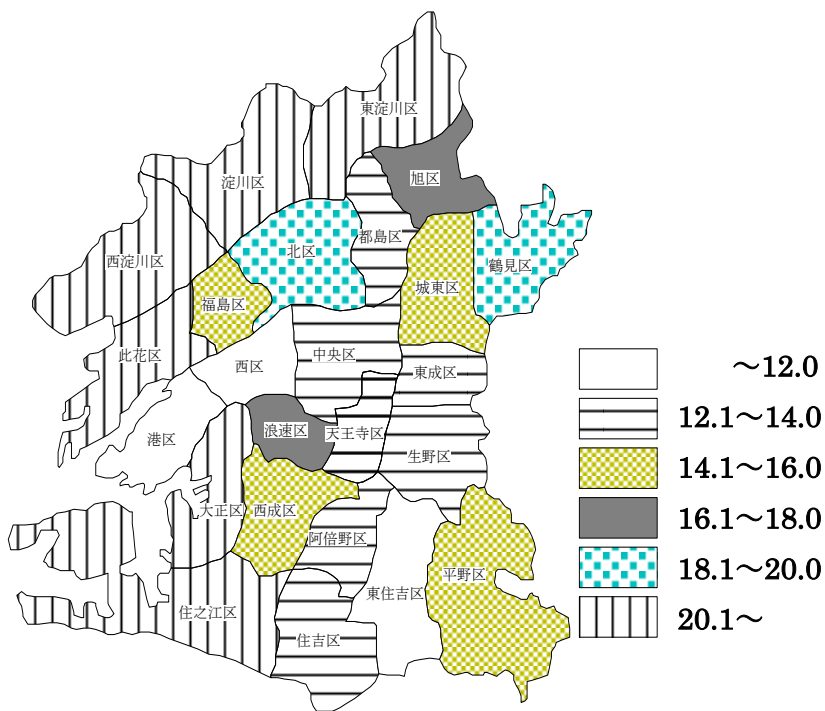 東淀川区
旭区
淀川区
都島区
北区
西淀川区
鶴見区
城東区
福島区
此花区
中央区
西区
東成区
天王寺区
浪速区
港区
生野区
大正区
西成区
阿倍野区
平野区
東住吉区
住之江区
住吉区
～12.0
12.1～14.0
14.1～16.0
16.1～18.0
18.1～20.0
20.1～